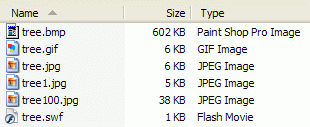 Name Size Type
tree.bmp 602 KB Paint Shop Pro Image
tree.gif 6 KB GIF Image
tree.jpg 6 KB JPEG Image
tree1.jpg 5 KB JPEG Image
tree100.jpg 38 KB JPEG Image
tree.swf 1 KB Flash Movie